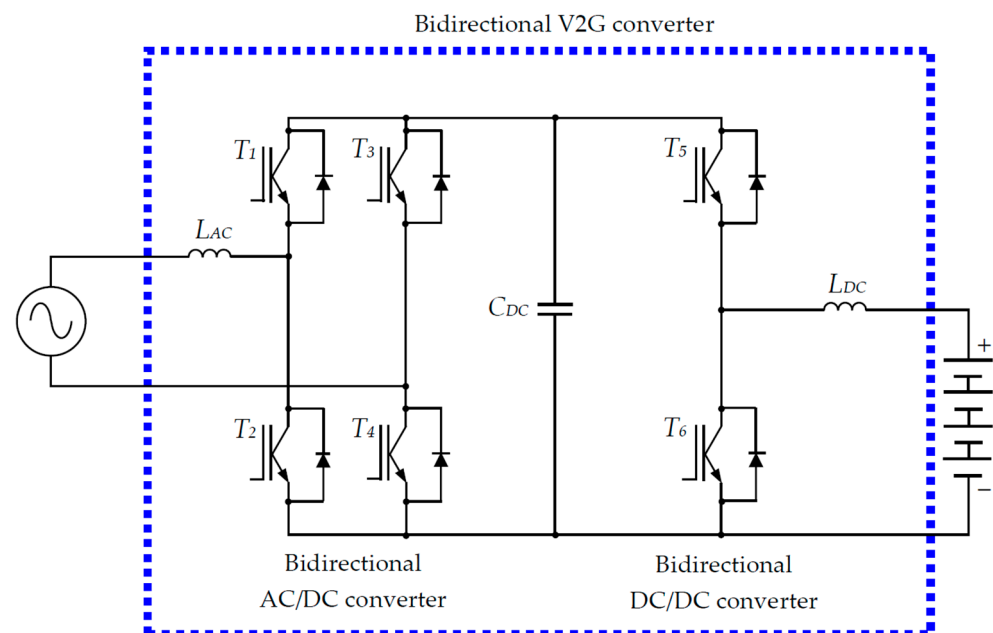 Bidirectional V2G converter
T1
T3
T5
LAC
LDC
CDC
+
T2
T4
T6
−
Bidirectional
AC/DC converter
Bidirectional
DC/DC converter